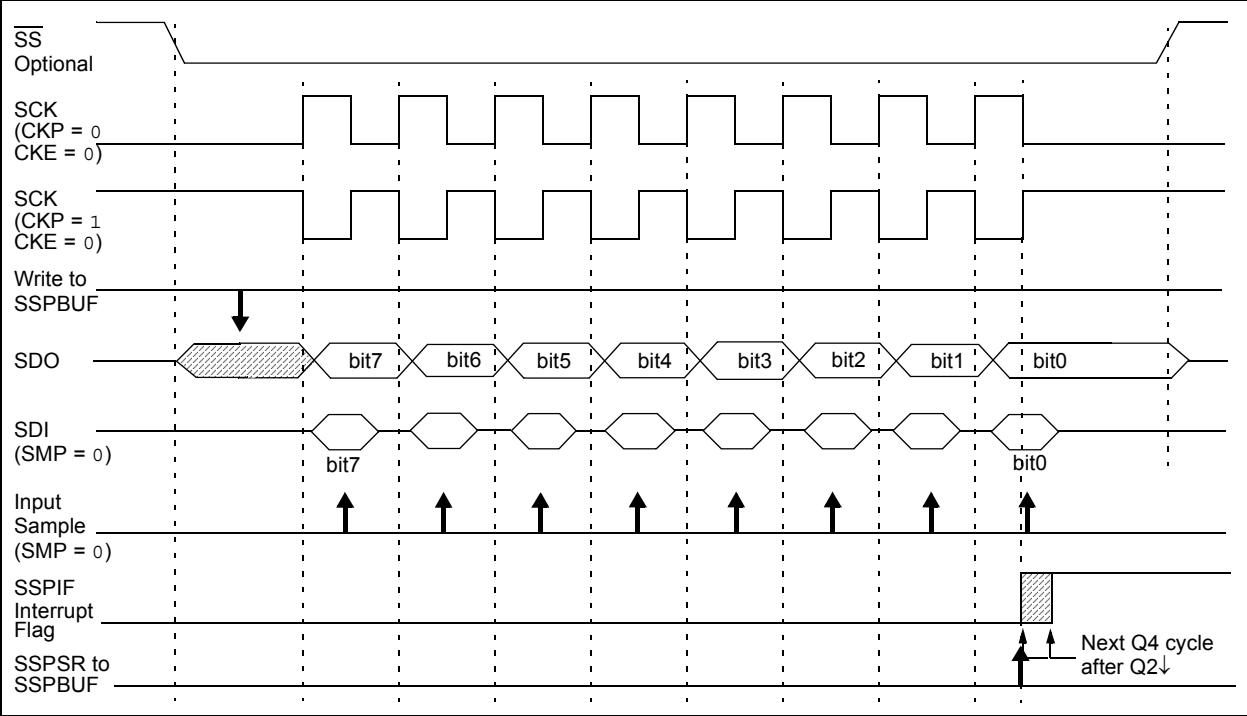 SS
Optional
SCK
(CKP = 0
CKE = 0)
SCK
(CKP = 1
CKE = 0)
Write to
SSPBUF
SDO bit7 bit6 bit5 bit4 bit3 bit2 bit1 bit0
SDI
(SMP = 0)
bit7 bit0
Input
Sample
(SMP = 0)
SSPIF
Interrupt
Flag
Next Q4 cycle
after Q2↓
SSPSR to
SSPBUF